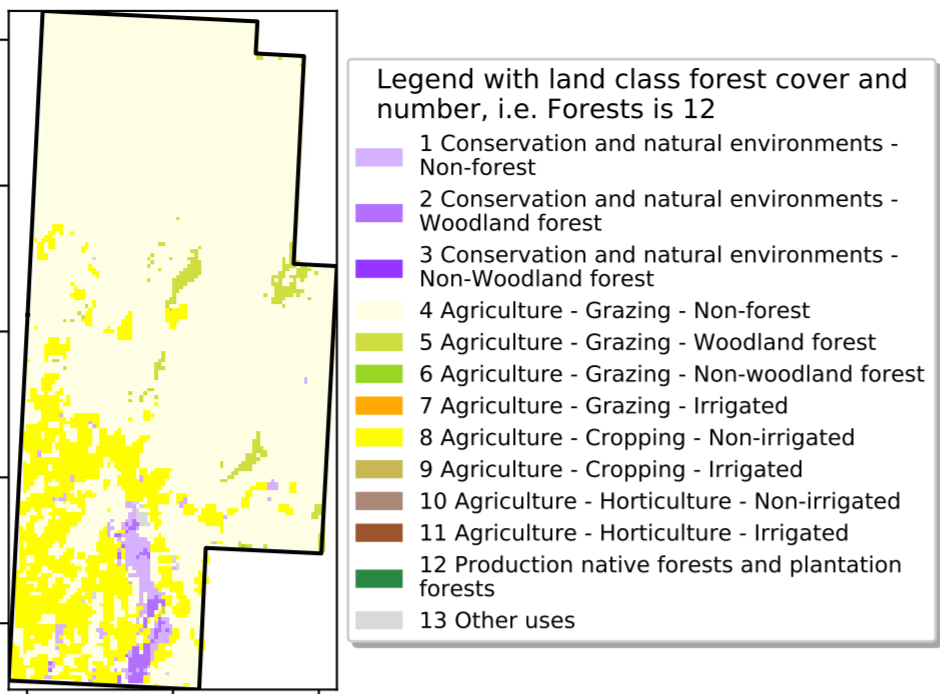 Legend with land class forest cover and
number, i.e. Forests is 12
1 Conservation and natural environments -
Non-forest
2 Conservation and natural environments -
Woodland forest
3 Conservation and natural environments -
Non-Woodland forest
4 Agriculture - Grazing - Non-forest
5 Agriculture - Grazing - Woodland forest
6 Agriculture - Grazing - Non-woodland forest
7 Agriculture - Grazing - Irrigated
8 Agriculture - Cropping - Non-irrigated
9 Agriculture - Cropping - Irrigated
10 Agriculture - Horticulture - Non-irrigated
11 Agriculture - Horticulture - Irrigated
12 Production native forests and plantation
forests
13 Other uses